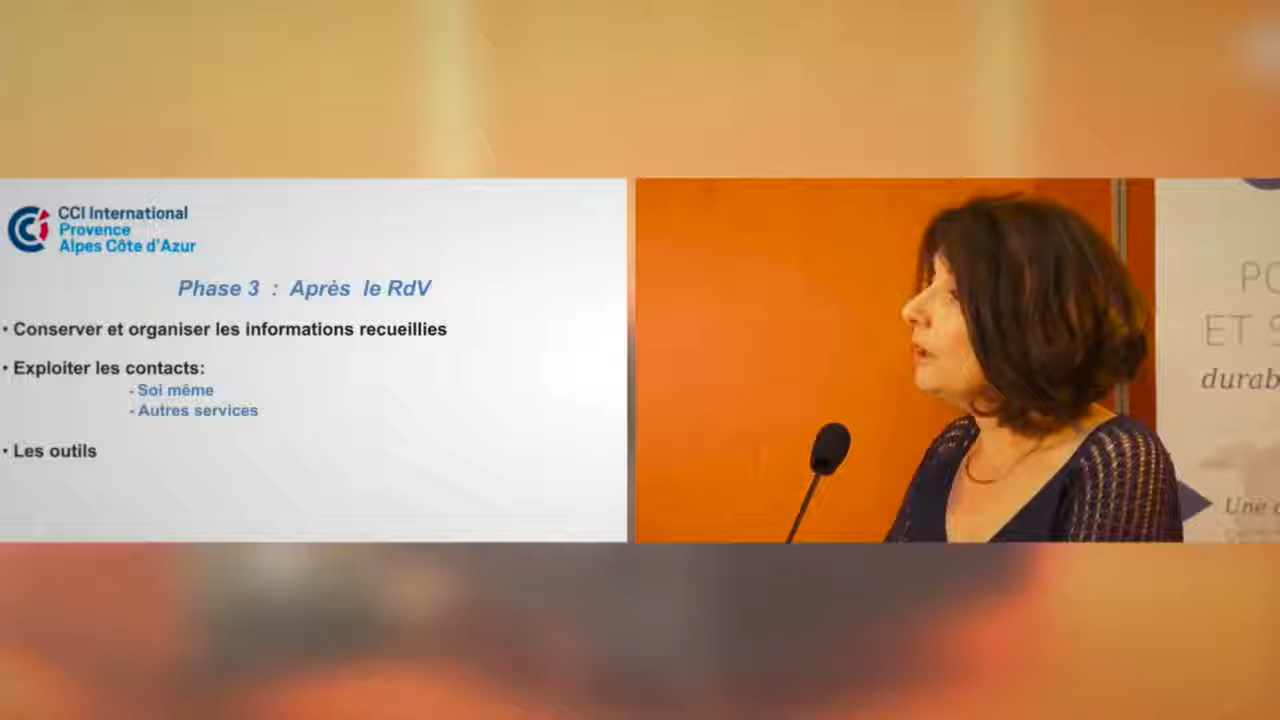 CCI International
Provence
Alpes Côte d'Azur
Phase 3 : Après le RdV
• Conserver et organiser les informations recueillies
• Exploiter les contacts:
- Soi même
- Autres services
• Les outils
ET S
durab
Une